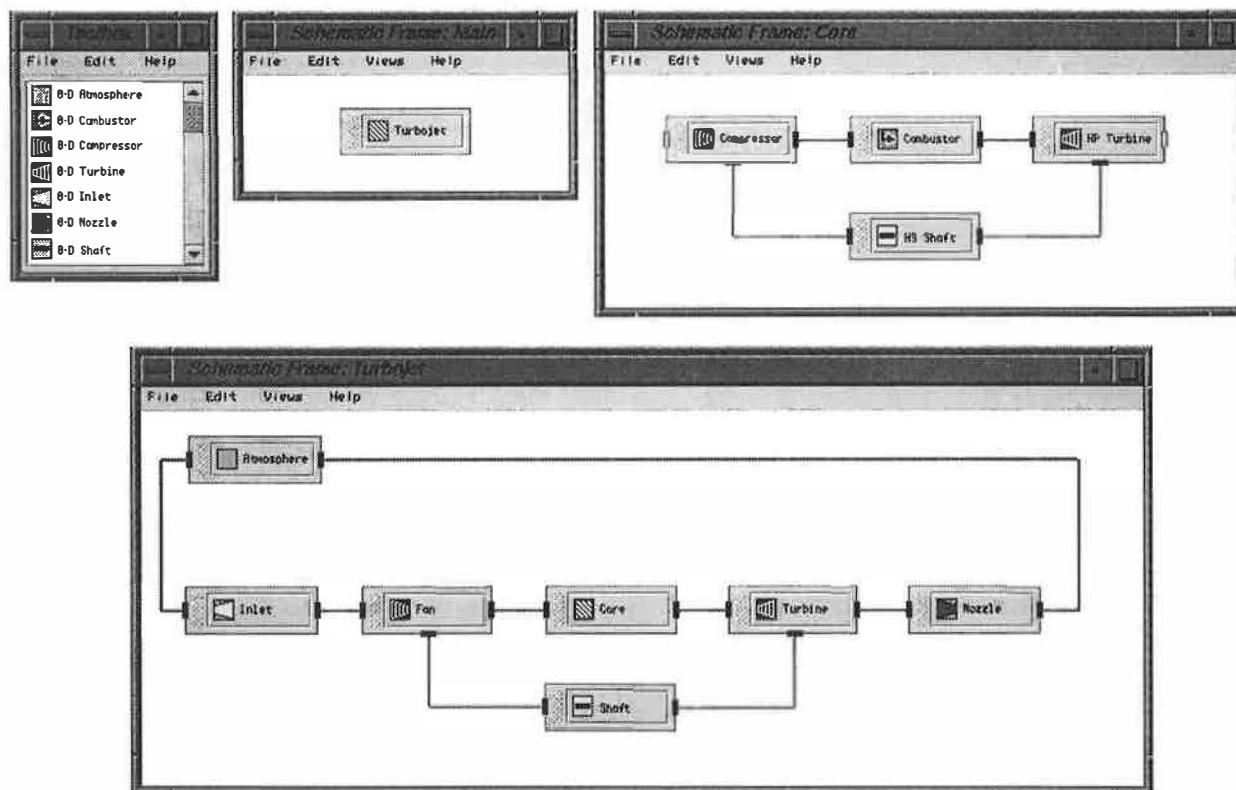 Toolbox
File Edit Help
0-D Atmosphere
0-D Combustor
0-D Compressor
0-D Turbine
0-D Inlet
0-D Nozzle
0-D Shaft
Schematic Frame: Main
File Edit Views Help
Turbojet
Schematic Frame: Core
File Edit Views Help
Compressor Combustor HP Turbine
Shaft
Schematic Frame: Turbojet
File Edit Views Help
Atmosphere
Inlet Fan Core Turbine Nozzle
Shaft